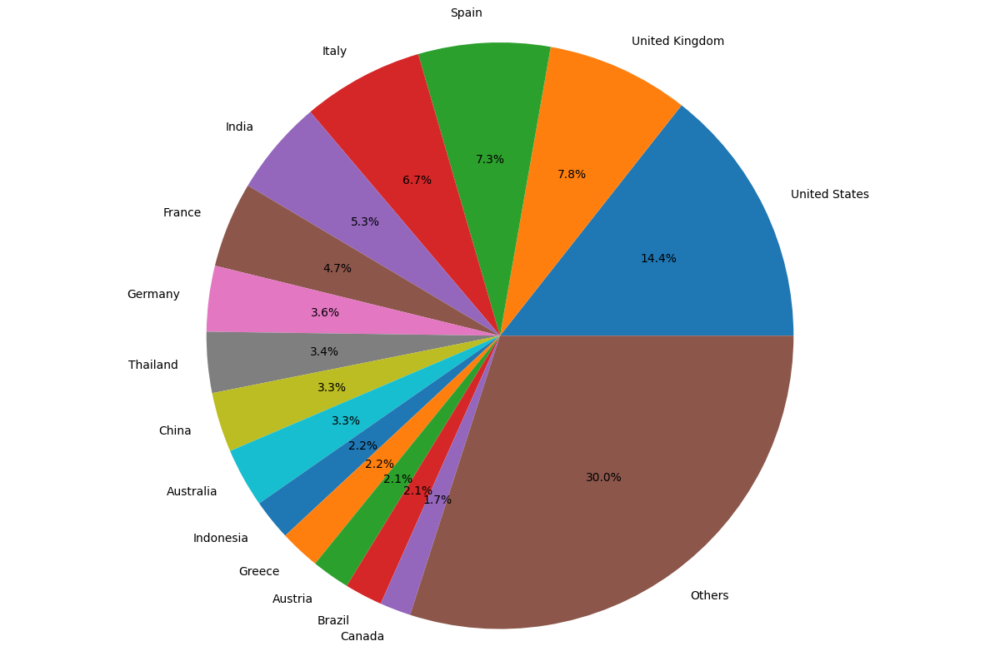 Spain
United Kingdom
Italy
India
France
Germany
Thailand
China
Australia
Indonesia
Greece
Austria
Brazil
Canada
Others
United States
14.4%
7.8%
7.3%
6.7%
5.3%
4.7%
3.6%
3.4%
3.3%
3.3%
2.2%
2.2%
2.1%
2.1%
1.7%
30.0%